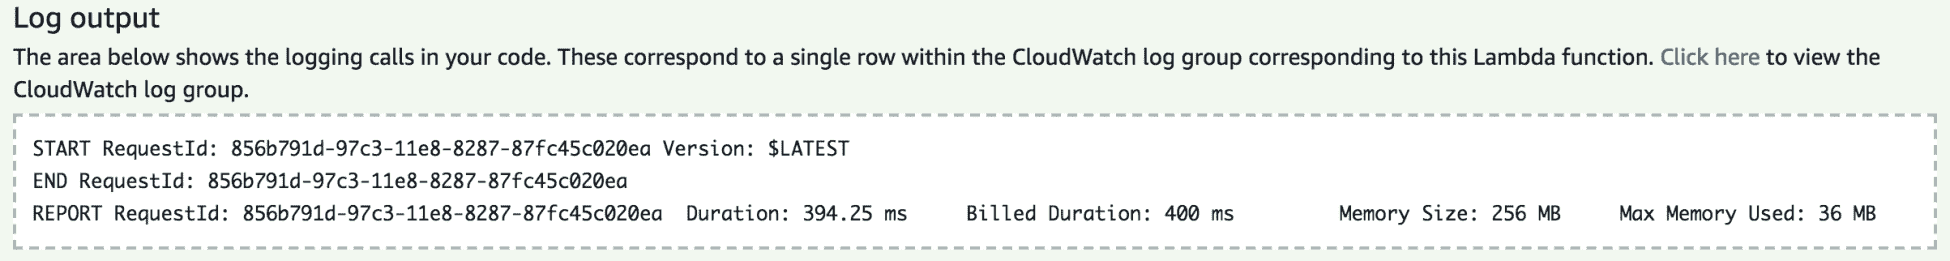 Log output
The area below shows the logging calls in your code. These correspond to a single row within the CloudWatch log group corresponding to this Lambda function. Click here to view the
CloudWatch log group.
START RequestId: 856b791d-97c3-11e8-8287-87fc45c020ea Version: $LATEST
END RequestId: 856b791d-97c3-11e8-8287-87fc45c020ea
REPORT RequestId: 856b791d-97c3-11e8-8287-87fc45c020ea Duration: 394.25 ms Billed Duration: 400 ms Memory Size: 256 MB Max Memory Used: 36 MB